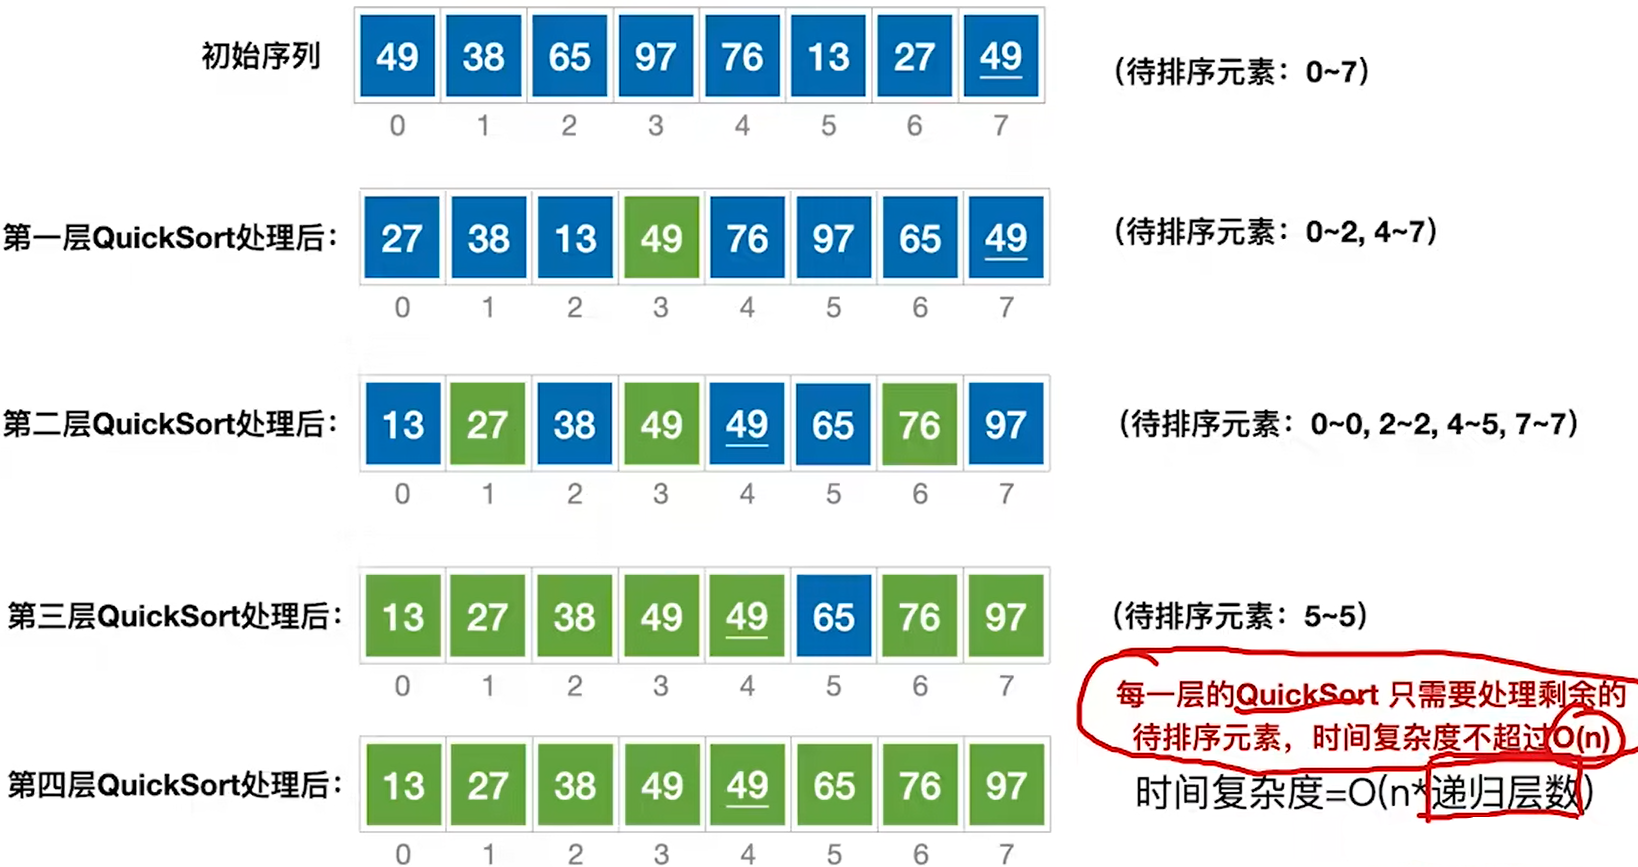 初始序列 49 38 65 97 76 13 27 49 （待排序元素：0~7）
0 1 2 3 4 5 6 7
第一层QuickSort处理后： 27 38 13 49 76 97 65 49 （待排序元素：0~2, 4~7）
0 1 2 3 4 5 6 7
第二层QuickSort处理后： 13 27 38 49 49 65 76 97 （待排序元素：0~0, 2~2, 4~5, 7~7）
0 1 2 3 4 5 6 7
第三层QuickSort处理后： 13 27 38 49 49 65 76 97 （待排序元素：5~5）
0 1 2 3 4 5 6 7
每一层的QuickSort 只需要处理剩余的
待排序元素，时间复杂度不超过O(n)
第四层QuickSort处理后： 13 27 38 49 49 65 76 97 时间复杂度=O(n*递归层数)
0 1 2 3 4 5 6 7